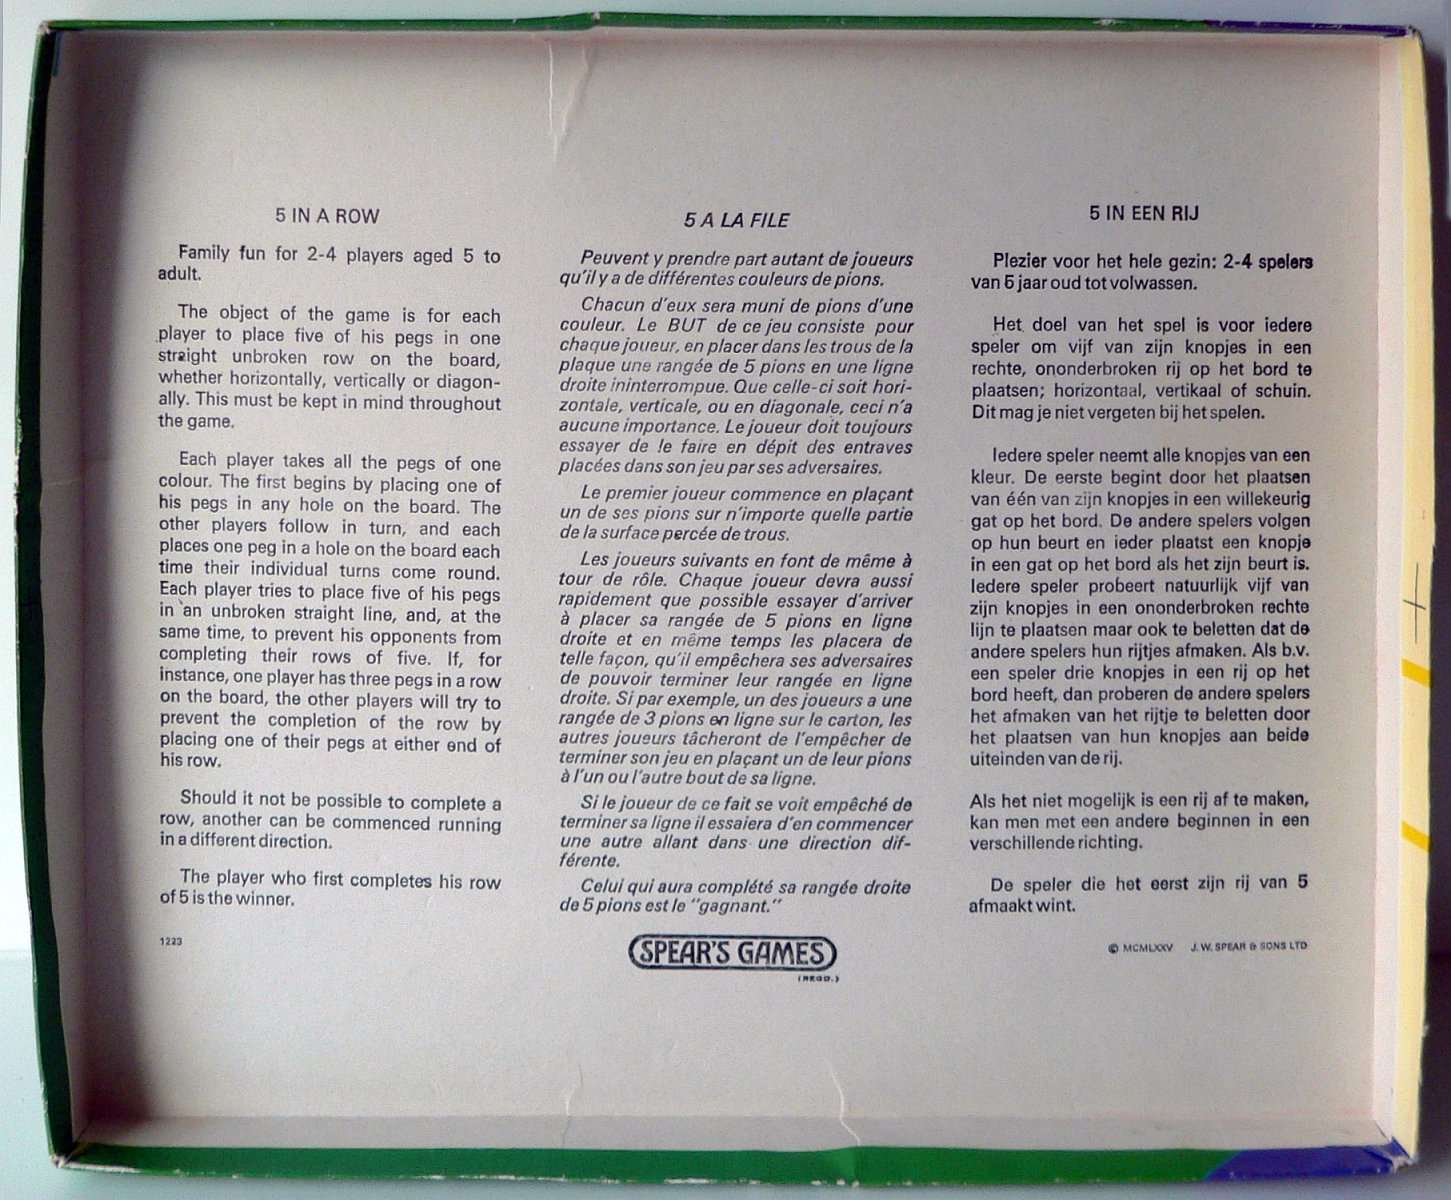 5 IN A ROW
Family fun for 2-4 players aged 5 to
adult.
The object of the game is for each
player to place five of his pegs in one
straight unbroken row on the board,
whether horizontally, vertically or diagon-
ally. This must be kept in mind throughout
the game.
Each player takes all the pegs of one
colour. The first begins by placing one of
his pegs in any hole on the board. The
other players follow in turn, and each
places one peg in a hole on the board each
time their individual turns come round.
Each player tries to place five of his pegs
in an unbroken straight line, and, at the
same time, to prevent his opponents from
completing their rows of five. If, for
instance, one player has three pegs in a row
on the board, the other players will try to
prevent the completion of the row by
placing one of their pegs at either end of
his row.
Should it not be possible to complete a
row, another can be commenced running
in a different direction.
The player who first completes his row
of 5 is the winner.
1223
5 A LA FILE
Peuvent y prendre part autant de joueurs
qu'il y a de différentes couleurs de pions.
Chacun d'eux sera muni de pions d'une
couleur. Le BUT de ce jeu consiste pour
chaque joueur, en placer dans les trous de la
plaque une rangée de 5 pions en une ligne
droite ininterrompue. Que celle-ci soit hori-
zontale, verticale, ou en diagonale, ceci n'a
aucune importance. Le joueur doit toujours
essayer de le faire en dépit des entraves
placées dans son jeu par ses adversaires.
Le premier joueur commence en plaçant
un de ses pions sur n'importe quelle partie
de la surface percée de trous.
Les joueurs suivants en font de même à
tour de rôle. Chaque joueur devra aussi
rapidement que possible essayer d'arriver
à placer sa rangée de 5 pions en ligne
droite et en même temps les placera de
telle façon, qu'il empêchera ses adversaires
de pouvoir terminer leur rangée en ligne
droite. Si par exemple, un des joueurs a une
rangée de 3 pions en ligne sur le carton, les
autres joueurs tâcheront de l'empêcher de
terminer son jeu en plaçant un de leur pions
à l'un ou l'autre bout de sa ligne.
Si le joueur de ce fait se voit empêché de
terminer sa ligne il essaiera d'en commencer
une autre allant dans une direction dif-
férente.
Celui qui aura complété sa rangée droite
de 5 pions est le "gagnant."
SPEAR'S GAMES
(REGD.)
5 IN EEN RIJ
Plezier voor het hele gezin: 2-4 spelers
van 5 jaar oud tot volwassen.
Het doel van het spel is voor iedere
speler om vijf van zijn knopjes in een
rechte, ononderbroken rij op het bord te
plaatsen; horizontaal, vertikaal of schuin.
Dit mag je niet vergeten bij het spelen.
Iedere speler neemt alle knopjes van een
kleur. De eerste begint door het plaatsen
van één van zijn knopjes in een willekeurig
gat op het bord. De andere spelers volgen
op hun beurt en ieder plaatst een knopje
in een gat op het bord als het zijn beurt is.
Iedere speler probeert natuurlijk vijf van
zijn knopjes in een ononderbroken rechte
lijn te plaatsen maar ook te beletten dat de
andere spelers hun rijtjes afmaken. Als b.v.
een speler drie knopjes in een rij op het
bord heeft, dan proberen de andere spelers
het afmaken van het rijtje te beletten door
het plaatsen van hun knopjes aan beide
uiteinden van de rij.
Als het niet mogelijk is een rij af te maken,
kan men met een andere beginnen in een
verschillende richting.
De speler die het eerst zijn rij van 5
afmaakt wint.
© MCMLXXV J. W. SPEAR & SONS LTD